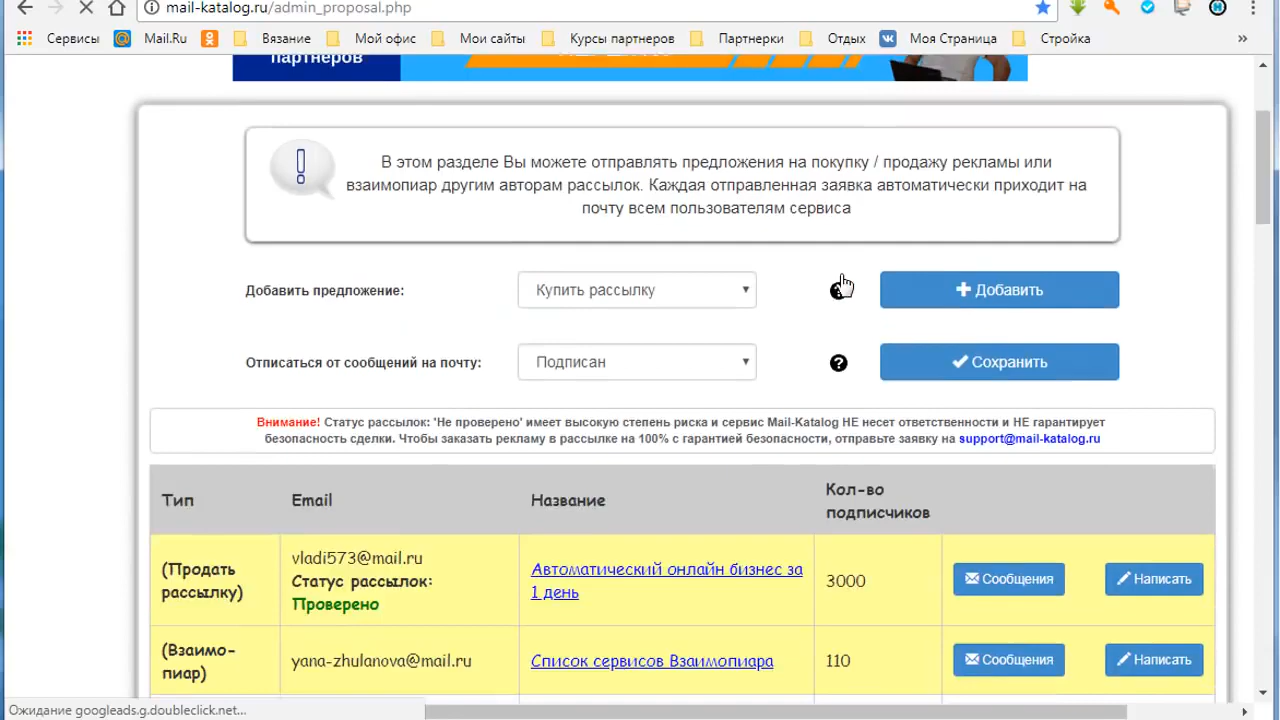 mail-katalog.ru/admin_proposal.php
Сервисы Mail.Ru Вязание Мой офис Мои сайты Курсы партнеров Партнерки Отдых Моя Страница Стройка »
партнеров
В этом разделе Вы можете отправлять предложения на покупку / продажу рекламы или
взаимопиар другим авторам рассылок. Каждая отправленная заявка автоматически приходит на
почту всем пользователям сервиса
Добавить предложение: Купить рассылку Добавить
Отписаться от сообщений на почту: Подписан ? Сохранить
Внимание! Статус рассылок: 'Не проверено' имеет высокую степень риска и сервис Mail-Katalog НЕ несет ответственности и НЕ гарантирует
безопасность сделки. Чтобы заказать рекламу в рассылке на 100% с гарантией безопасности, отправьте заявку на support@mail-katalog.ru
Тип Email Название Кол-во
подписчиков
(Продать
рассылку)
vladi573@mail.ru
Статус рассылок:
Проверено
Автоматический онлайн бизнес за
1 день
3000
Сообщения Написать
(Взаимо-
пиар)
yana-zhulanova@mail.ru
Список сервисов Взаимопиара
110
Сообщения Написать
Ожидание googleads.g.doubleclick.net...